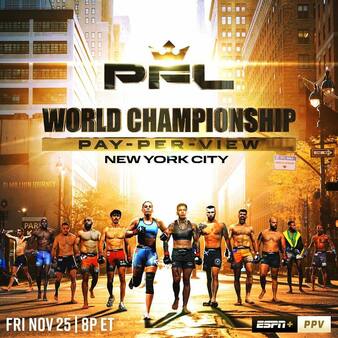 PFL
WORLD CHAMPIONSHIP
PAY-PER-VIEW
NEW YORK CITY
FRI NOV 25 | 8P ET
ESPN+ PPV